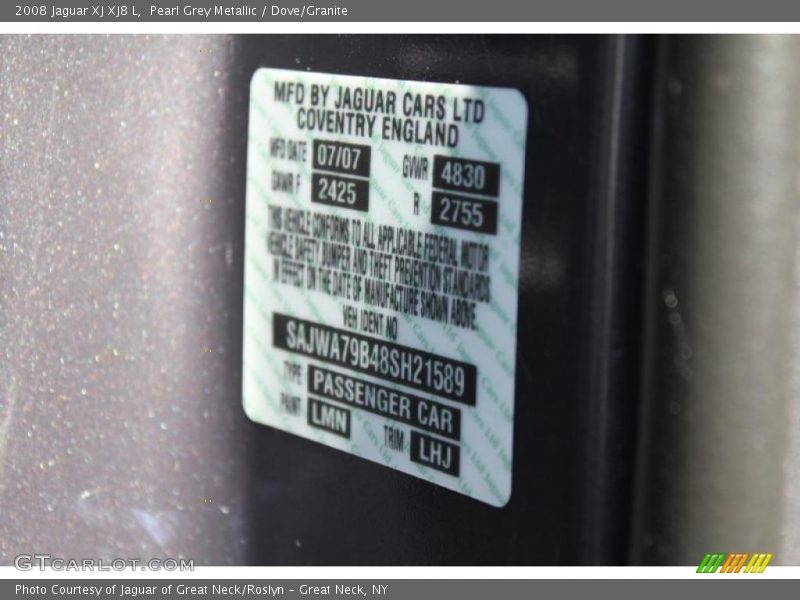 2008 Jaguar XJ XJ8 L, Pearl Grey Metallic / Dove/Granite
MFD BY JAGUAR CARS LTD
COVENTRY ENGLAND
MFD DATE 07/07 GVWR 4830
GAWR F 2425 R 2755
THIS VEHICLE CONFORMS TO ALL APPLICABLE FEDERAL MOTOR
VEHICLE SAFETY BUMPER AND THEFT PREVENTION STANDARDS
IN EFFECT ON THE DATE OF MANUFACTURE SHOWN ABOVE
VEH IDENT NO
SAJWA79B48SH21589
TYPE PASSENGER CAR
PAINT LMN TRIM LHJ
GTCARLOT.COM
Photo Courtesy of Jaguar of Great Neck/Roslyn - Great Neck, NY